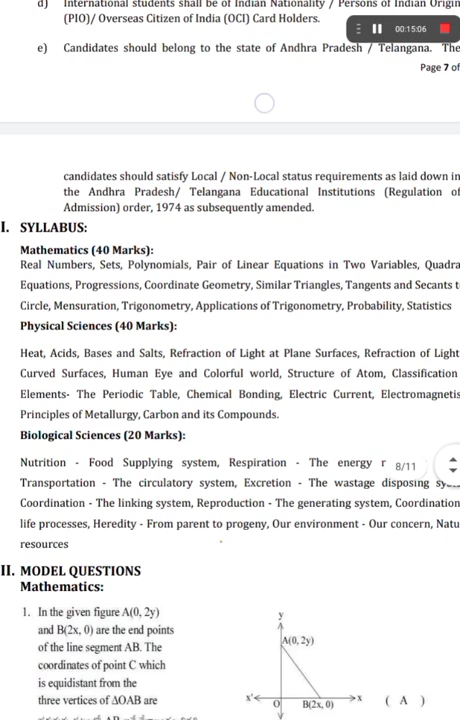 d) International students shall be of Indian Nationality / Persons of Indian Origin
(PIO)/ Overseas Citizen of India (OCI) Card Holders.
00:15:06
e) Candidates should belong to the state of Andhra Pradesh / Telangana. The
Page 7 of
candidates should satisfy Local / Non-Local status requirements as laid down in
the Andhra Pradesh/ Telangana Educational Institutions (Regulation of
Admission) order, 1974 as subsequently amended.
I. SYLLABUS:
Mathematics (40 Marks):
Real Numbers, Sets, Polynomials, Pair of Linear Equations in Two Variables, Quadra
Equations, Progressions, Coordinate Geometry, Similar Triangles, Tangents and Secants t
Circle, Mensuration, Trigonometry, Applications of Trigonometry, Probability, Statistics
Physical Sciences (40 Marks):
Heat, Acids, Bases and Salts, Refraction of Light at Plane Surfaces, Refraction of Light
Curved Surfaces, Human Eye and Colorful world, Structure of Atom, Classification
Elements- The Periodic Table, Chemical Bonding, Electric Current, Electromagnetis
Principles of Metallurgy, Carbon and its Compounds.
Biological Sciences (20 Marks):
Nutrition - Food Supplying system, Respiration - The energy r
8/11
Transportation - The circulatory system, Excretion - The wastage disposing
Coordination - The linking system, Reproduction - The generating system, Coordination
life processes, Heredity - From parent to progeny, Our environment - Our concern, Natu
resources
II. MODEL QUESTIONS
Mathematics:
1. In the given figure A(0, 2y)
and B(2x, 0) are the end points
of the line segment AB. The
coordinates of point C which
is equidistant from the
three vertices of ΔOAB are
y
A(0, 2y)
x' O B(2x, 0) x
( A )